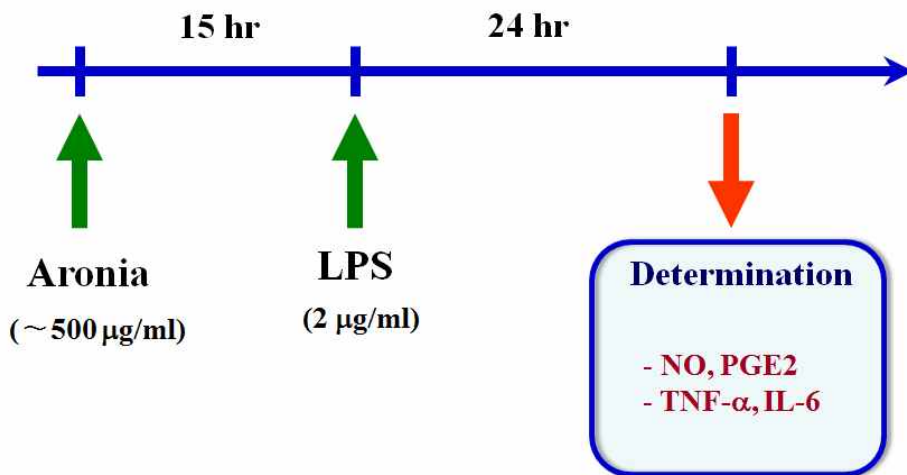 15 hr
24 hr
Aronia
(～500 μg/ml)
LPS
(2 μg/ml)
Determination
- NO, PGE2
- TNF-α, IL-6